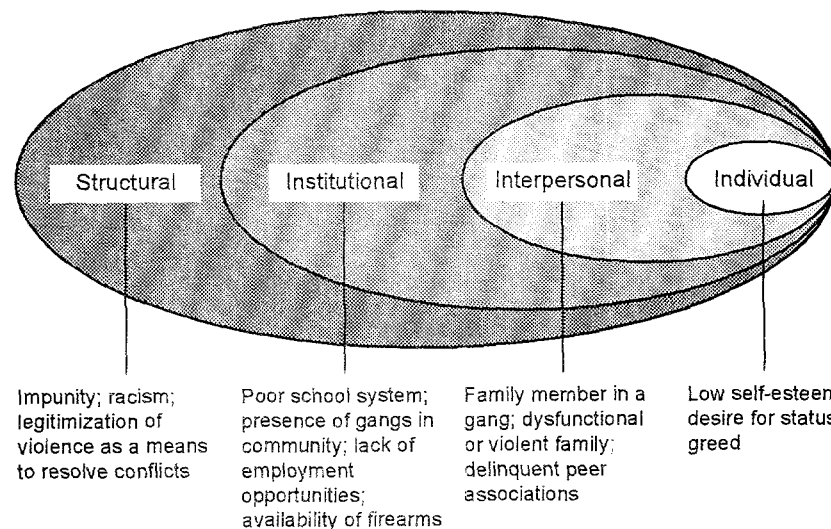 Structural
Institutional
Interpersonal
Individual
Impunity; racism;
legitimization of
violence as a means
to resolve conflicts
Poor school system;
presence of gangs in
community; lack of
employment
opportunities;
availability of firearms
Family member in a
gang; dysfunctional
or violent family;
delinquent peer
associations
Low self-esteem
desire for status
greed